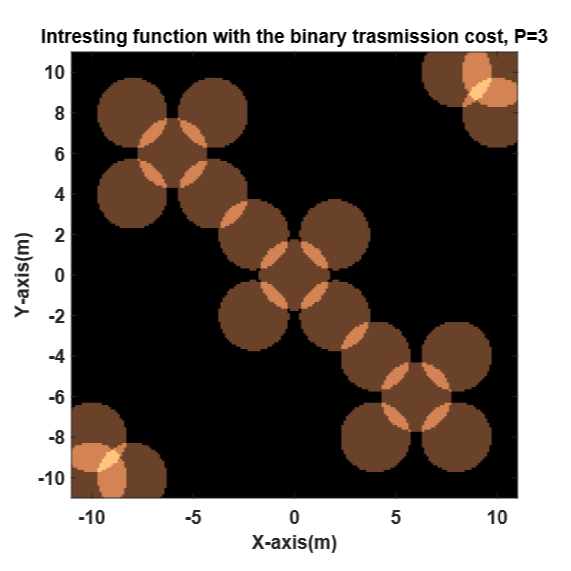 Intresting function with the binary trasmission cost, P=3
10
8
6
4
2
0
-2
-4
-6
-8
-10
Y-axis(m)
-10 -5 0 5 10
X-axis(m)